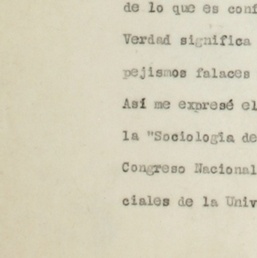 de lo que es conf
Verdad significa
pejismos falaces
Así me expresé el
la "Sociología de
Congreso Nacional
ciales de la Univ